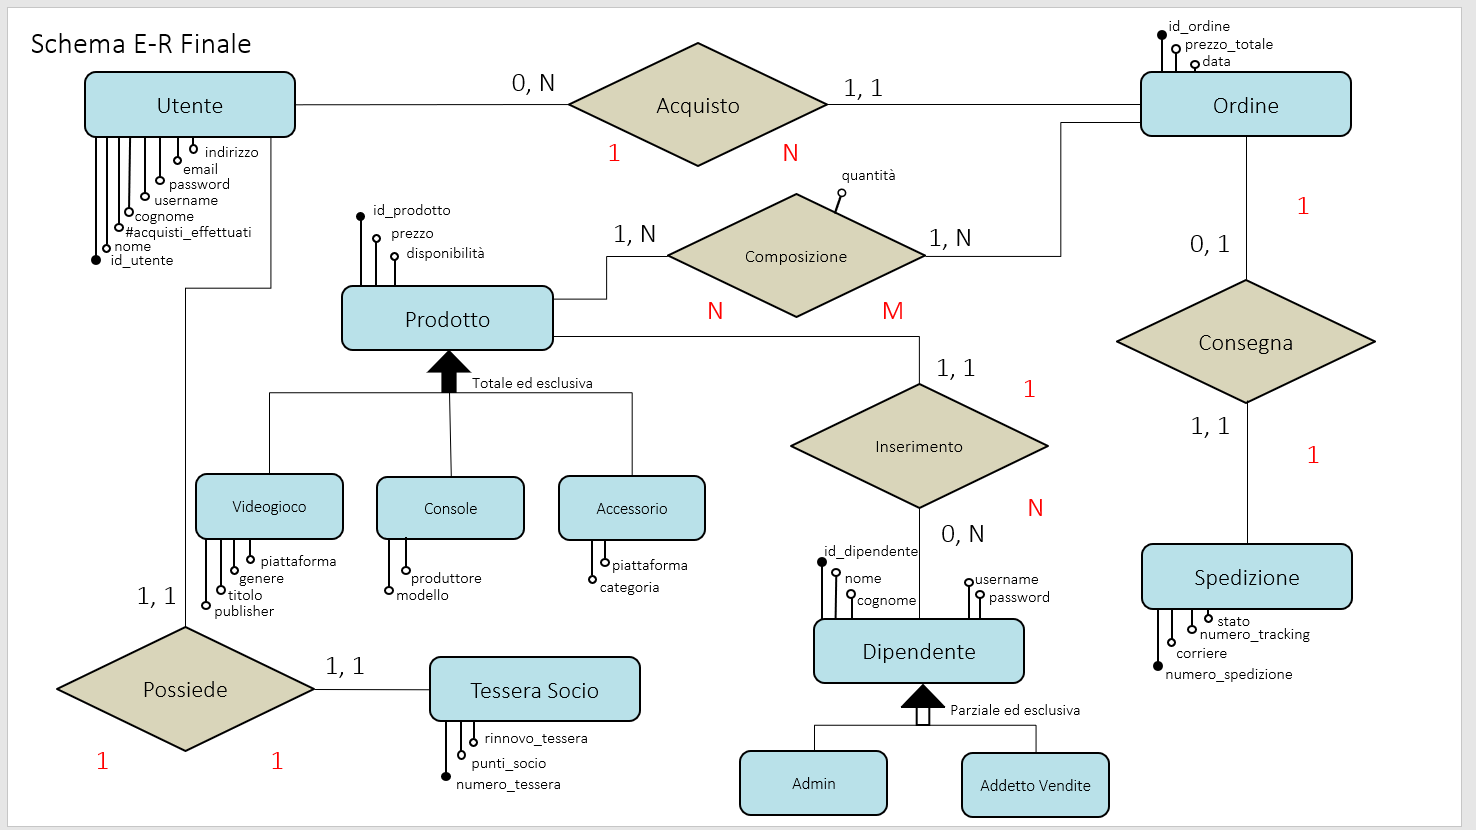 Schema E-R Finale
Utente
0, N
Acquisto
1, 1
1
N
id_ordine
prezzo_totale
data
Ordine
indirizzo
email
password
username
cognome
#acquisti_effettuati
nome
id_utente
id_prodotto
prezzo
disponibilità
Prodotto
1, N
quantità
Composizione
1, N
N
M
1
0, 1
Consegna
1, 1
1
Totale ed esclusiva
1, 1
1
Inserimento
N
0, N
Videogioco
Console
Accessorio
piattaforma
genere
titolo
publisher
produttore
modello
piattaforma
categoria
id_dipendente
nome
cognome
username
password
Dipendente
Spedizione
stato
numero_tracking
corriere
numero_spedizione
1, 1
Possiede
1, 1
1
1
Tessera Socio
rinnovo_tessera
punti_socio
numero_tessera
Parziale ed esclusiva
Admin
Addetto Vendite